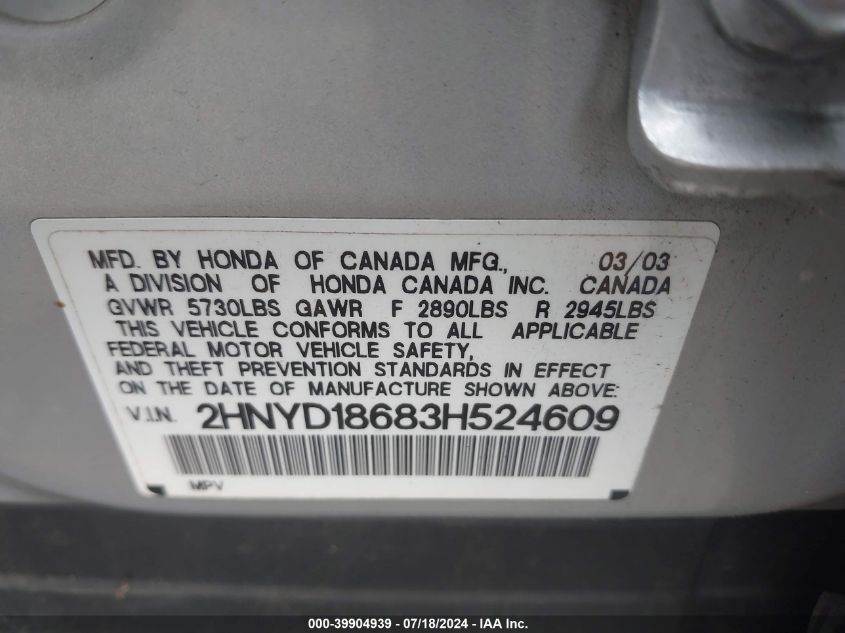 MFD. BY HONDA OF CANADA MFG., 03/03
A DIVISION OF HONDA CANADA INC. CANADA
GVWR 5730LBS GAWR F 2890LBS R 2945LBS
THIS VEHICLE CONFORMS TO ALL APPLICABLE
FEDERAL MOTOR VEHICLE SAFETY,
AND THEFT PREVENTION STANDARDS IN EFFECT
ON THE DATE OF MANUFACTURE SHOWN ABOVE:
V.I.N. 2HNYD18683H524609
MPV
000-39904939 - 07/18/2024 - IAA Inc.